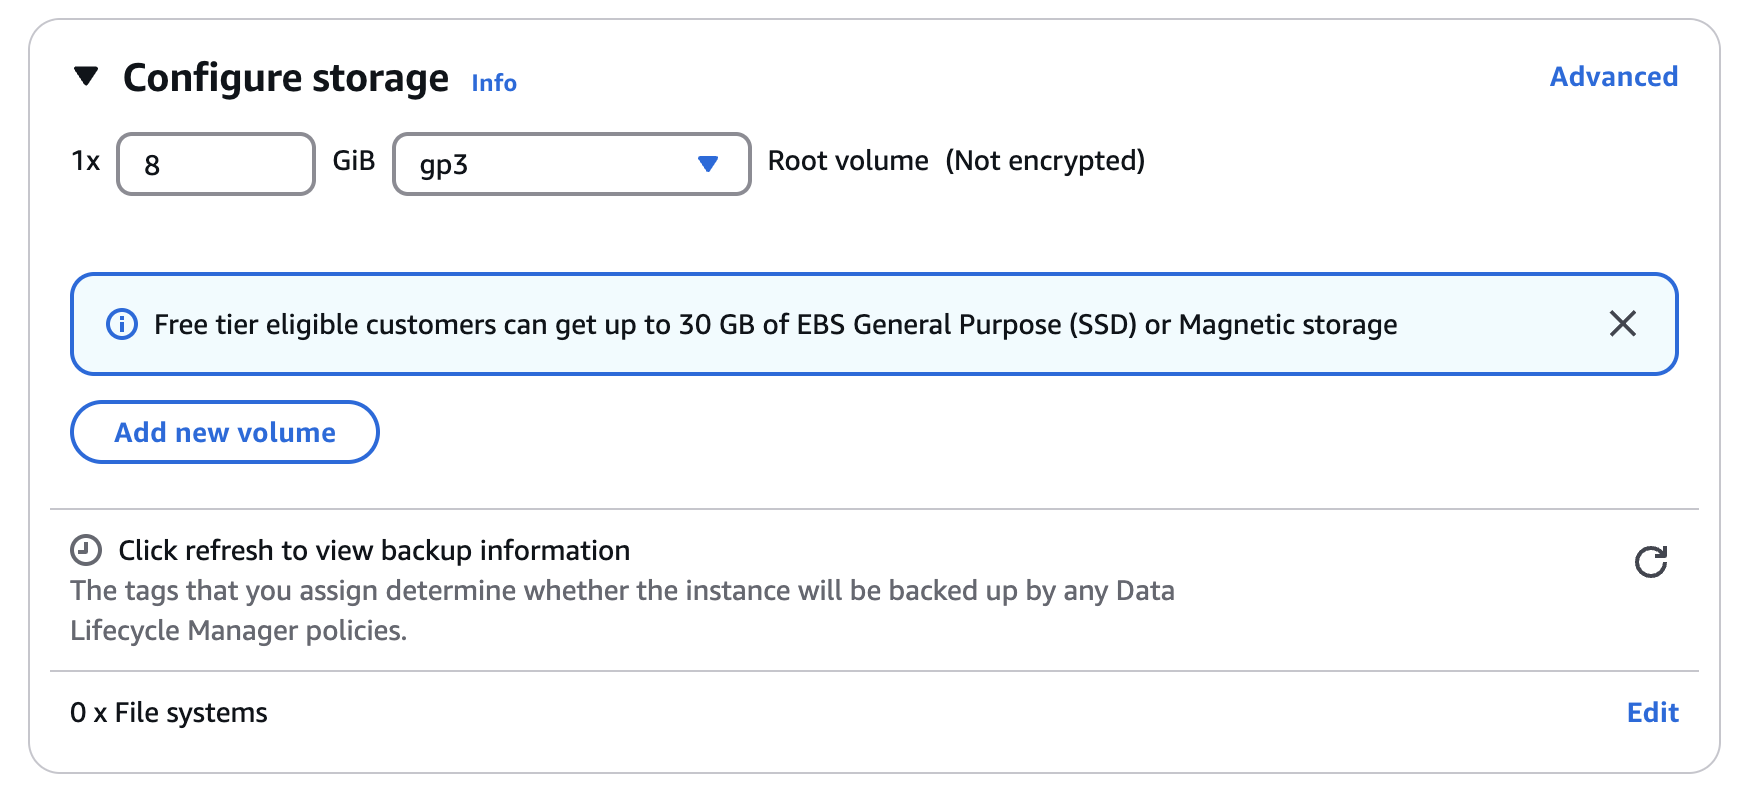 Configure storage Info Advanced
1x 8 GiB gp3 Root volume (Not encrypted)
Free tier eligible customers can get up to 30 GB of EBS General Purpose (SSD) or Magnetic storage
Add new volume
Click refresh to view backup information
The tags that you assign determine whether the instance will be backed up by any Data
Lifecycle Manager policies.
0 x File systems Edit